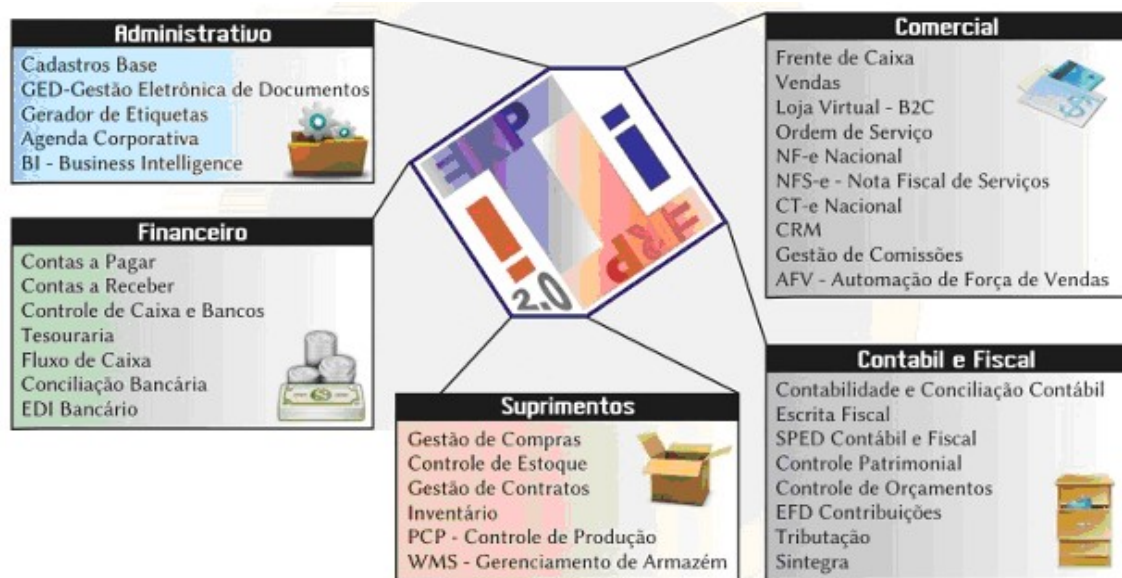 Administrativo
Cadastros Base
GED-Gestão Eletrônica de Documentos
Gerador de Etiquetas
Agenda Corporativa
BI - Business Intelligence
Financeiro
Contas a Pagar
Contas a Receber
Controle de Caixa e Bancos
Tesouraria
Fluxo de Caixa
Conciliação Bancária
EDI Bancário
ERP
i
ERP
2.0
Suprimentos
Gestão de Compras
Controle de Estoque
Gestão de Contratos
Inventário
PCP - Controle de Produção
WMS - Gerenciamento de Armazém
Comercial
Frente de Caixa
Vendas
Loja Virtual - B2C
Ordem de Serviço
NF-e Nacional
NFS-e - Nota Fiscal de Serviços
CT-e Nacional
CRM
Gestão de Comissões
AFV - Automação de Força de Vendas
Contabil e Fiscal
Contabilidade e Conciliação Contábil
Escrita Fiscal
SPED Contábil e Fiscal
Controle Patrimonial
Controle de Orçamentos
EFD Contribuições
Tributação
Sintegra